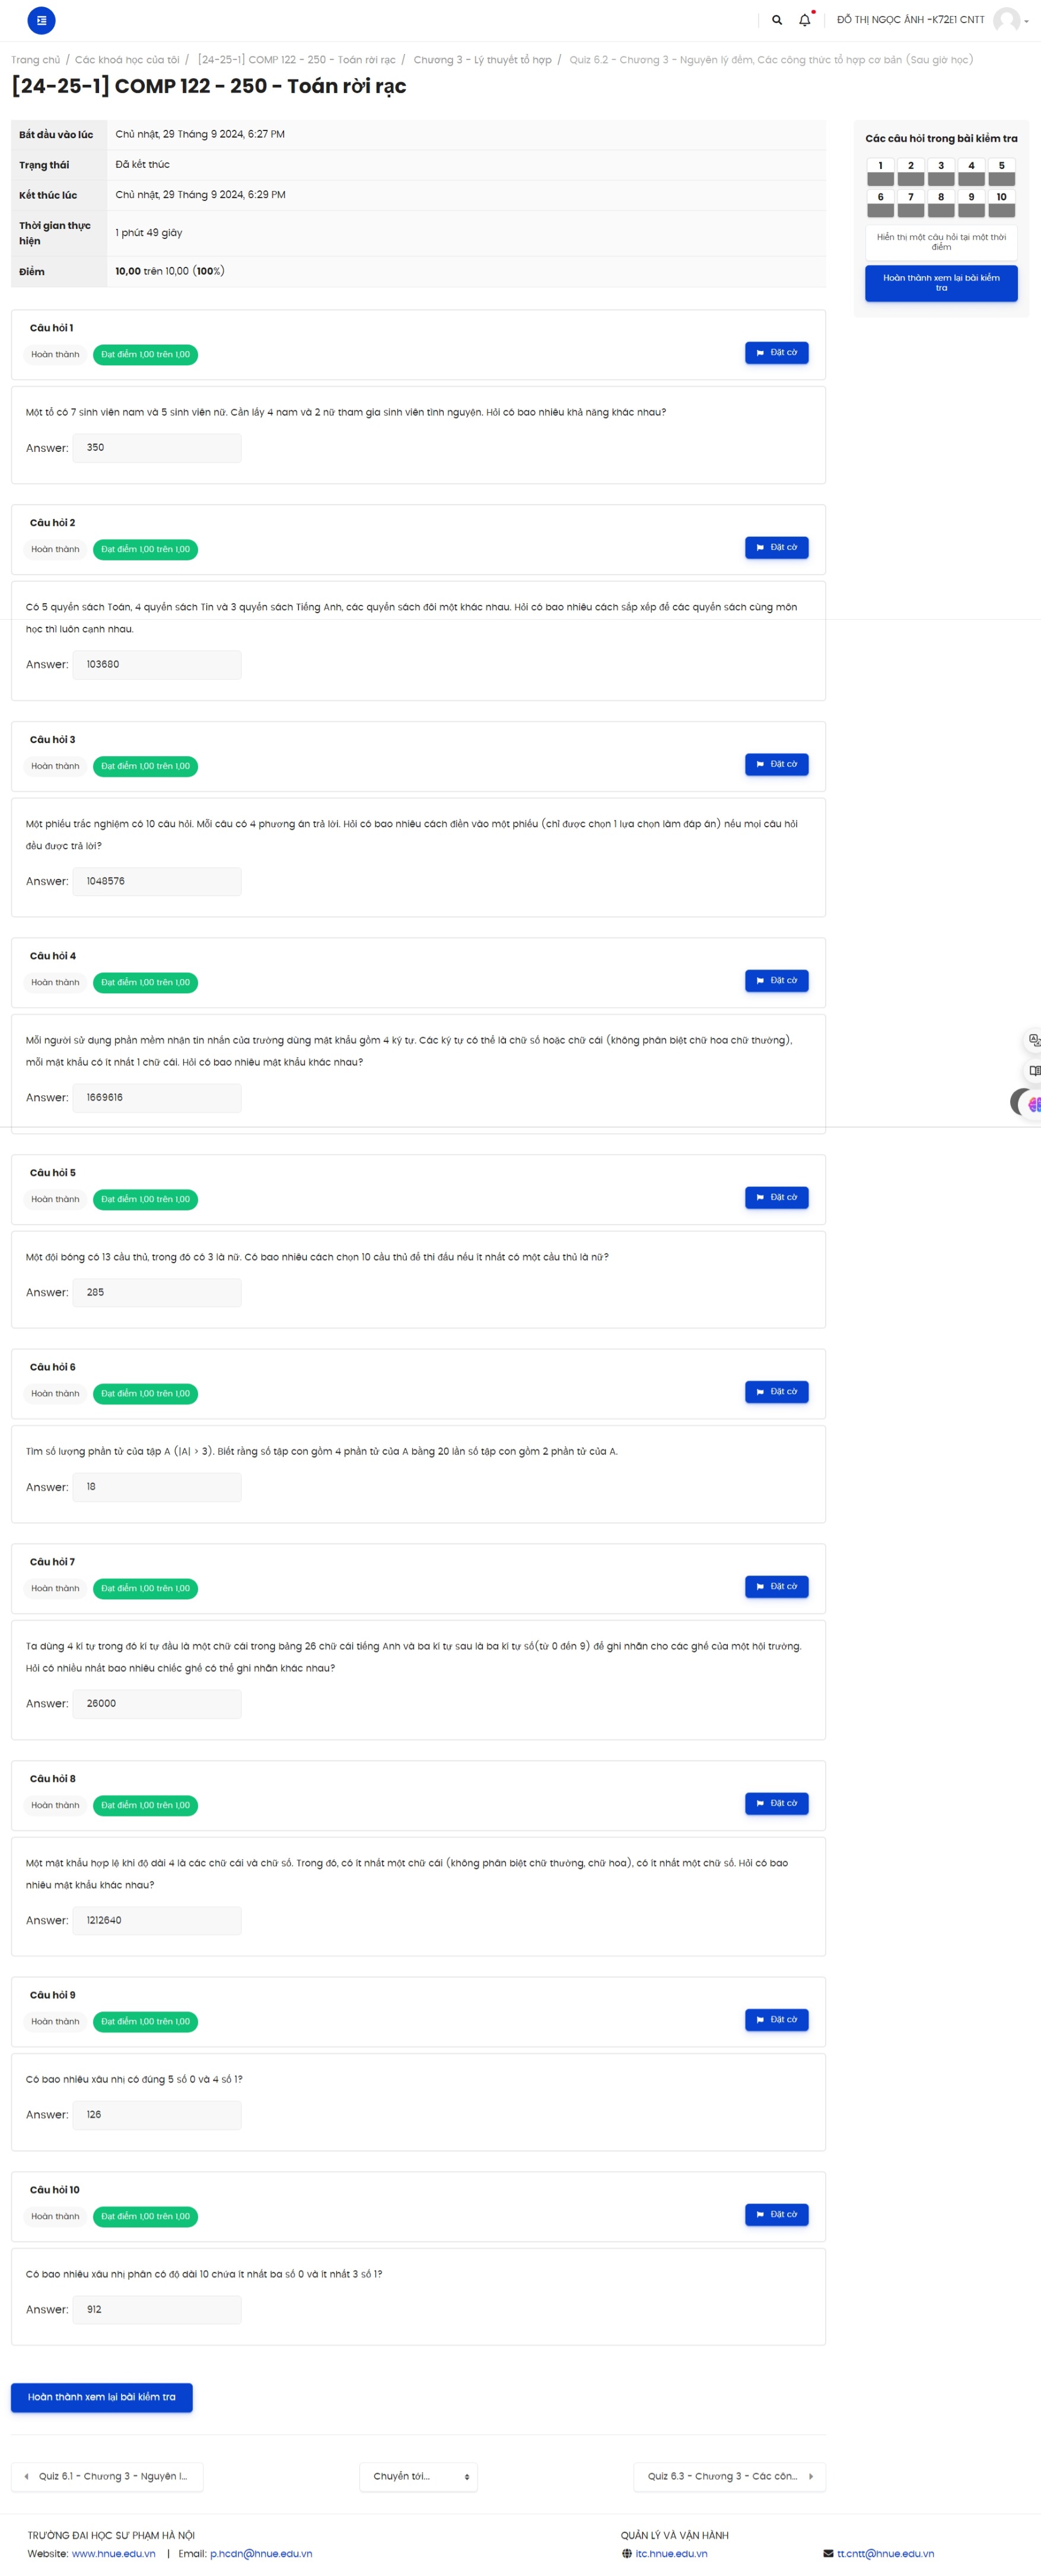 ĐỖ THỊ NGỌC ÁNH -K72E1 CNTT
Trang chủ / Các khoá học của tôi / [24-25-1] COMP 122 - 250 - Toán rời rạc / Chương 3 - Lý thuyết tổ hợp / Quiz 6.2 - Chương 3 - Nguyên lý đếm, Các công thức tổ hợp cơ bản (Sau giờ học)
[24-25-1] COMP 122 - 250 - Toán rời rạc
Bắt đầu vào lúc Chủ nhật, 29 Tháng 9 2024, 6:27 PM
Trạng thái Đã kết thúc
Kết thúc lúc Chủ nhật, 29 Tháng 9 2024, 6:29 PM
Thời gian thực hiện 1 phút 49 giây
Điểm 10,00 trên 10,00 (100%)
Các câu hỏi trong bài kiểm tra
1 2 3 4 5
6 7 8 9 10
Hiển thị một câu hỏi tại một thời
điểm
Hoàn thành xem lại bài kiểm
tra
Câu hỏi 1
Hoàn thành Đạt điểm 1,00 trên 1,00 Đặt cờ
Một tổ có 7 sinh viên nam và 5 sinh viên nữ. Cần lấy 4 nam và 2 nữ tham gia sinh viên tình nguyện. Hỏi có bao nhiêu khả năng khác nhau?
Answer: 350
Câu hỏi 2
Hoàn thành Đạt điểm 1,00 trên 1,00 Đặt cờ
Có 5 quyển sách Toán, 4 quyển sách Tin và 3 quyển sách Tiếng Anh, các quyển sách đôi một khác nhau. Hỏi có bao nhiêu cách sắp xếp để các quyển sách cùng môn
học thì luôn cạnh nhau.
Answer: 103680
Câu hỏi 3
Hoàn thành Đạt điểm 1,00 trên 1,00 Đặt cờ
Một phiếu trắc nghiệm có 10 câu hỏi. Mỗi câu có 4 phương án trả lời. Hỏi có bao nhiêu cách điền vào một phiếu (chỉ được chọn 1 lựa chọn làm đáp án) nếu mọi câu hỏi
đều được trả lời?
Answer: 1048576
Câu hỏi 4
Hoàn thành Đạt điểm 1,00 trên 1,00 Đặt cờ
Mỗi người sử dụng phần mềm nhận tin nhắn của trường dùng mật khẩu gồm 4 ký tự. Các ký tự có thể là chữ số hoặc chữ cái (không phân biệt chữ hoa chữ thường),
mỗi mật khẩu có ít nhất 1 chữ cái. Hỏi có bao nhiêu mật khẩu khác nhau?
Answer: 1669616
Câu hỏi 5
Hoàn thành Đạt điểm 1,00 trên 1,00 Đặt cờ
Một đội bóng có 13 cầu thủ, trong đó có 3 là nữ. Có bao nhiêu cách chọn 10 cầu thủ để thi đấu nếu ít nhất có một cầu thủ là nữ?
Answer: 285
Câu hỏi 6
Hoàn thành Đạt điểm 1,00 trên 1,00 Đặt cờ
Tìm số lượng phần tử của tập A (|A| > 3). Biết rằng số tập con gồm 4 phần tử của A bằng 20 lần số tập con gồm 2 phần tử của A.
Answer: 18
Câu hỏi 7
Hoàn thành Đạt điểm 1,00 trên 1,00 Đặt cờ
Ta dùng 4 kí tự trong đó kí tự đầu là một chữ cái trong bảng 26 chữ cái tiếng Anh và ba kí tự sau là ba kí tự số(từ 0 đến 9) để ghi nhãn cho các ghế của một hội trường.
Hỏi có nhiều nhất bao nhiêu chiếc ghế có thể ghi nhãn khác nhau?
Answer: 26000
Câu hỏi 8
Hoàn thành Đạt điểm 1,00 trên 1,00 Đặt cờ
Một mật khẩu hợp lệ khi độ dài 4 là các chữ cái và chữ số. Trong đó, có ít nhất một chữ cái (không phân biệt chữ thường, chữ hoa), có ít nhất một chữ số. Hỏi có bao
nhiêu mật khẩu khác nhau?
Answer: 1212640
Câu hỏi 9
Hoàn thành Đạt điểm 1,00 trên 1,00 Đặt cờ
Có bao nhiêu xâu nhị có đúng 5 số 0 và 4 số 1?
Answer: 126
Câu hỏi 10
Hoàn thành Đạt điểm 1,00 trên 1,00 Đặt cờ
Có bao nhiêu xâu nhị phân có độ dài 10 chứa ít nhất ba số 0 và ít nhất 3 số 1?
Answer: 912
Hoàn thành xem lại bài kiểm tra
Quiz 6.1 - Chương 3 - Nguyên l... Chuyển tới... Quiz 6.3 - Chương 3 - Các côn...
TRƯỜNG ĐẠI HỌC SƯ PHẠM HÀ NỘI QUẢN LÝ VÀ VẬN HÀNH
Website: www.hnue.edu.vn | Email: p.hcdn@hnue.edu.vn itc.hnue.edu.vn tt.cntt@hnue.edu.vn